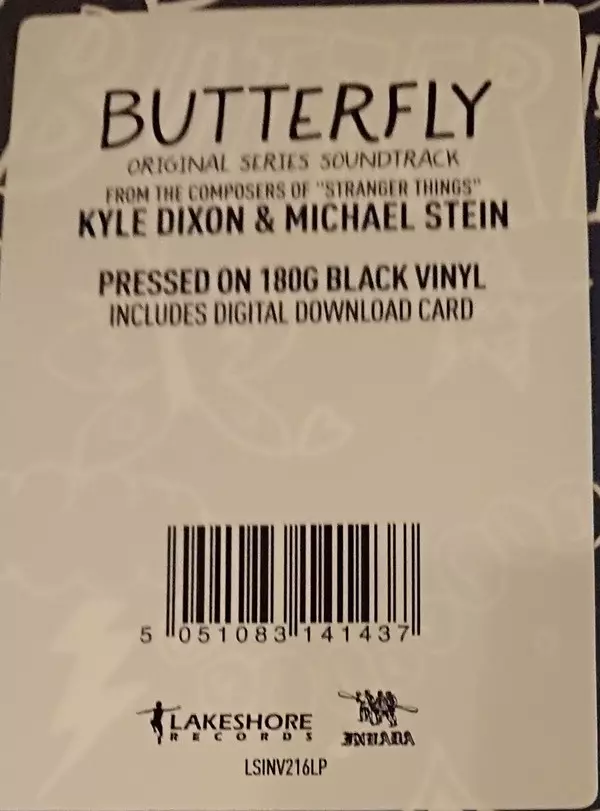 BUTTERFLY
ORIGINAL SERIES SOUNDTRACK
FROM THE COMPOSERS OF "STRANGER THINGS"
KYLE DIXON & MICHAEL STEIN
PRESSED ON 180G BLACK VINYL
INCLUDES DIGITAL DOWNLOAD CARD
5 051083 141437
LAKESHORE
RECORDS
INVADA
LSINV216LP